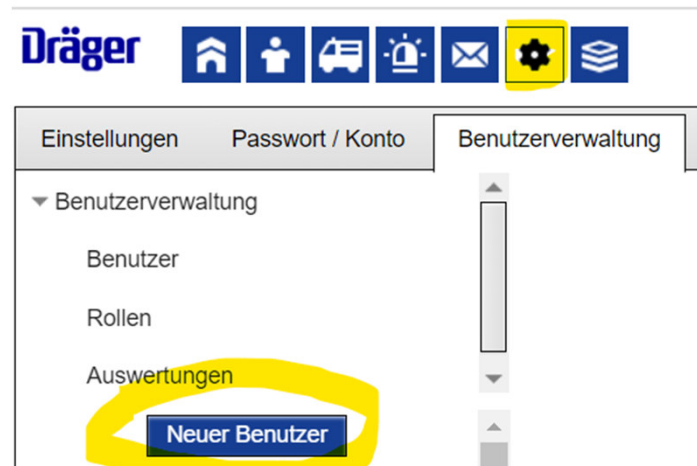 Dräger
Einstellungen Passwort / Konto Benutzerverwaltung
Benutzerverwaltung
Benutzer
Rollen
Auswertungen
Neuer Benutzer